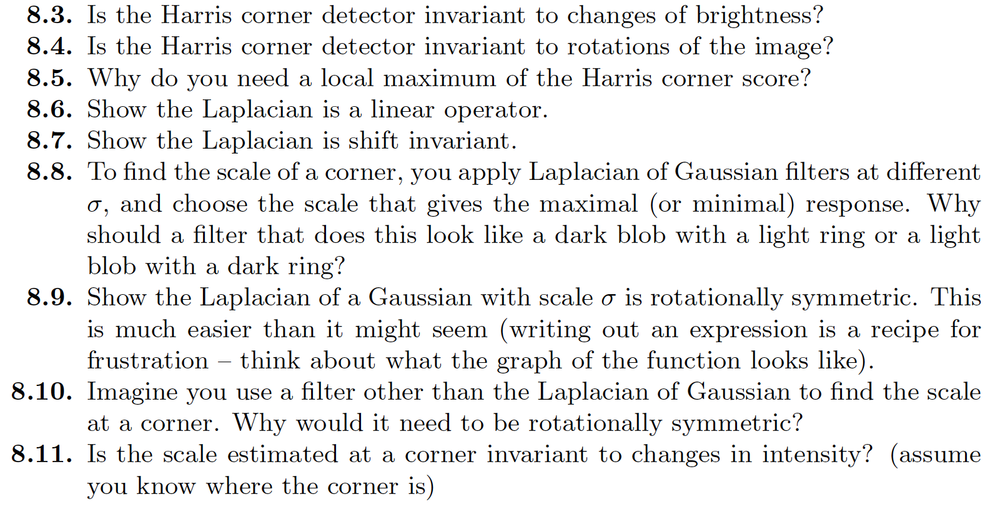 8.3. Is the Harris corner detector invariant to changes of brightness?
8.4. Is the Harris corner detector invariant to rotations of the image?
8.5. Why do you need a local maximum of the Harris corner score?
8.6. Show the Laplacian is a linear operator.
8.7. Show the Laplacian is shift invariant.
8.8. To find the scale of a corner, you apply Laplacian of Gaussian filters at different
σ, and choose the scale that gives the maximal (or minimal) response. Why
should a filter that does this look like a dark blob with a light ring or a light
blob with a dark ring?
8.9. Show the Laplacian of a Gaussian with scale σ is rotationally symmetric. This
is much easier than it might seem (writing out an expression is a recipe for
frustration – think about what the graph of the function looks like).
8.10. Imagine you use a filter other than the Laplacian of Gaussian to find the scale
at a corner. Why would it need to be rotationally symmetric?
8.11. Is the scale estimated at a corner invariant to changes in intensity? (assume
you know where the corner is)